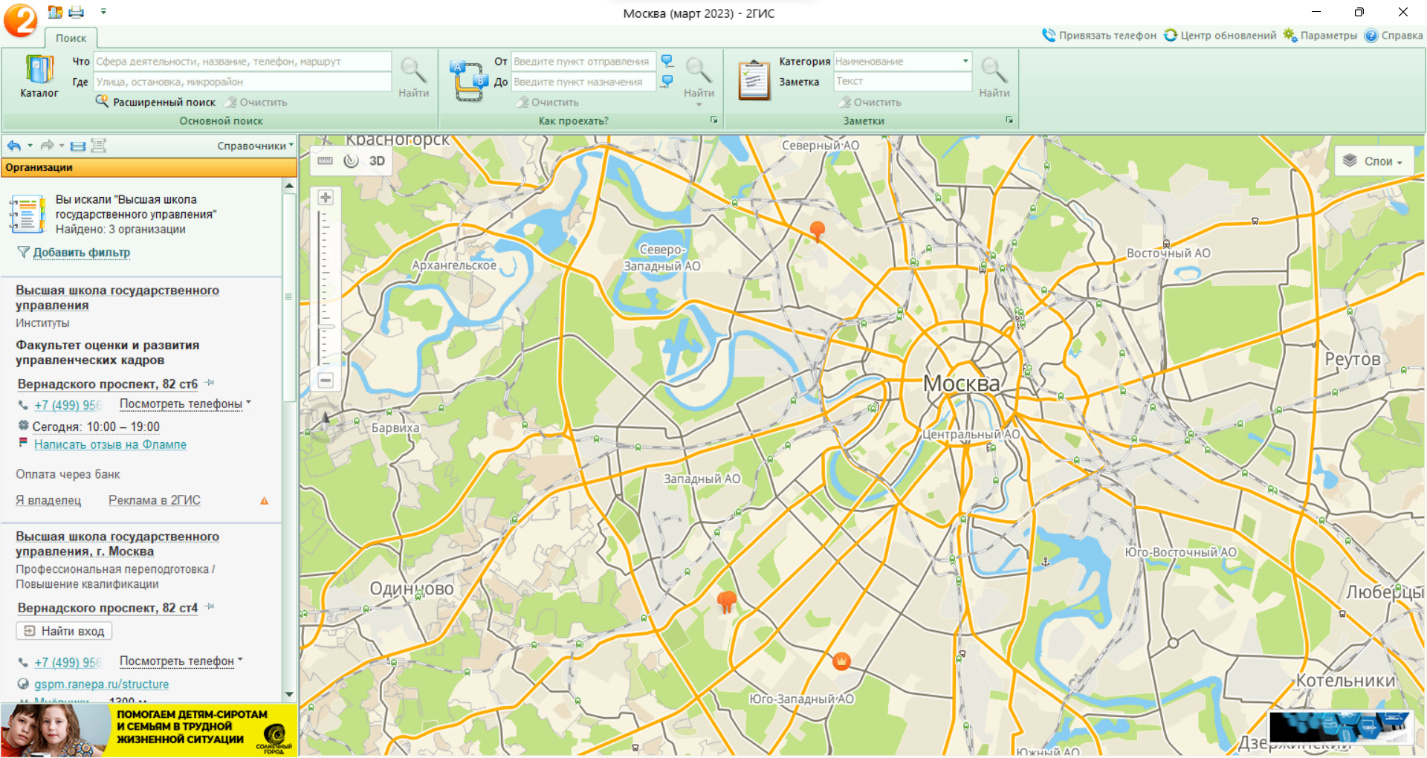 2
Москва (март 2023) - 2ГИС
Поиск
Привязать телефон
Центр обновлений
Параметры
Справка
Каталог
Что Сфера деятельности, название, телефон, маршрут
Где Улица, остановка, микрорайон
Найти
Расширенный поиск
Очистить
Основной поиск
A
B
От Введите пункт отправления
До Введите пункт назначения
Найти
Очистить
Как проехать?
Категория Наименование
Заметка Текст
Найти
Очистить
Заметки
Справочники
Организации
Вы искали "Высшая школа
государственного управления"
Найдено: 3 организации
Добавить фильтр
Высшая школа государственного
управления
Институты
Факультет оценки и развития
управленческих кадров
Вернадского проспект, 82 ст6
+7 (499) 956
Посмотреть телефоны
Сегодня: 10:00 – 19:00
Написать отзыв на Флампе
Оплата через банк
Я владелец
Реклама в 2ГИС
Высшая школа государственного
управления, г. Москва
Профессиональная переподготовка /
Повышение квалификации
Вернадского проспект, 82 ст4
Найти вход
+7 (499) 956
Посмотреть телефон
gspm.ranepa.ru/structure
ПОМОГАЕМ ДЕТЯМ-СИРОТАМ
И СЕМЬЯМ В ТРУДНОЙ
ЖИЗНЕННОЙ СИТУАЦИИ
СОЛНЕЧНЫЙ
ГОРОД
3D
Слои
Красногорск
Северный АО
Северо-
Западный АО
Архангельское
Восточный АО
Реутов
Москва
Барвиха
Центральный АО
Западный АО
Юго-Восточный АО
Одинцово
Люберцы
Котельники
Юго-Западный АО
Дзержинский
Южный АО